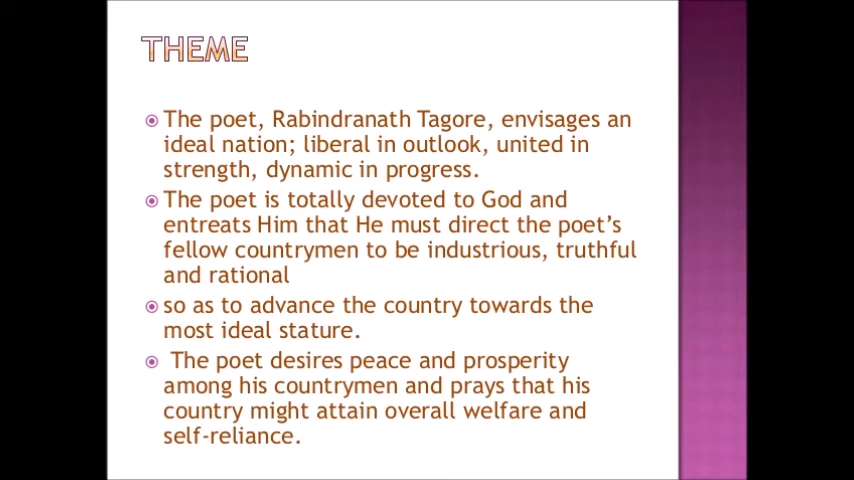 THEME
The poet, Rabindranath Tagore, envisages an
ideal nation; liberal in outlook, united in
strength, dynamic in progress.
The poet is totally devoted to God and
entreats Him that He must direct the poet's
fellow countrymen to be industrious, truthful
and rational
so as to advance the country towards the
most ideal stature.
The poet desires peace and prosperity
among his countrymen and prays that his
country might attain overall welfare and
self-reliance.